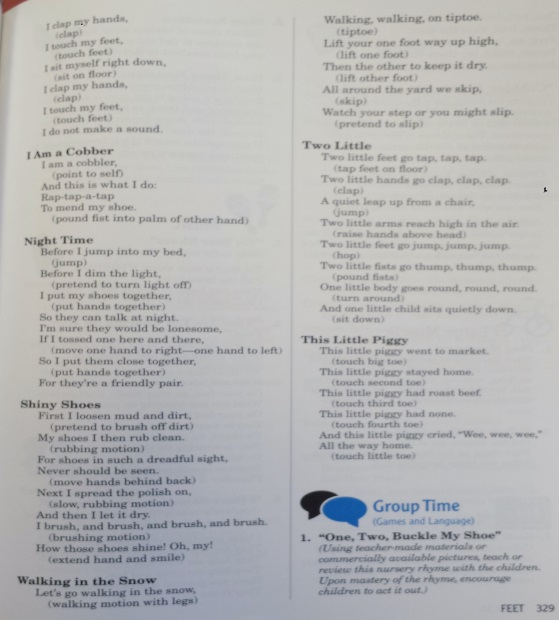 I clap my hands,
(clap)
I touch my feet,
(touch feet)
I sit myself right down,
(sit on floor)
I clap my hands,
(clap)
I touch my feet,
(touch feet)
I do not make a sound.
I Am a Cobber
I am a cobbler,
(point to self)
And this is what I do:
Rap-tap-a-tap
To mend my shoe.
(pound fist into palm of other hand)
Night Time
Before I jump into my bed,
(jump)
Before I dim the light,
(pretend to turn light off)
I put my shoes together,
(put hands together)
So they can talk at night.
I'm sure they would be lonesome,
If I tossed one here and there,
(move one hand to right—one hand to left)
So I put them close together,
(put hands together)
For they're a friendly pair.
Shiny Shoes
First I loosen mud and dirt,
(pretend to brush off dirt)
My shoes I then rub clean.
(rubbing motion)
For shoes in such a dreadful sight,
Never should be seen.
(move hands behind back)
Next I spread the polish on,
(slow, rubbing motion)
And then I let it dry.
I brush, and brush, and brush, and brush.
(brushing motion)
How those shoes shine! Oh, my!
(extend hand and smile)
Walking in the Snow
Let's go walking in the snow,
(walking motion with legs)
Walking, walking, on tiptoe.
(tiptoe)
Lift your one foot way up high,
(lift one foot)
Then the other to keep it dry.
(lift other foot)
All around the yard we skip,
(skip)
Watch your step or you might slip.
(pretend to slip)
Two Little
Two little feet go tap, tap, tap.
(tap feet on floor)
Two little hands go clap, clap, clap.
(clap)
A quiet leap up from a chair,
(jump)
Two little arms reach high in the air.
(raise hands above head)
Two little feet go jump, jump, jump.
(hop)
Two little fists go thump, thump, thump.
(pound fists)
One little body goes round, round, round.
(turn around)
And one little child sits quietly down.
(sit down)
This Little Piggy
This little piggy went to market.
(touch big toe)
This little piggy stayed home.
(touch second toe)
This little piggy had roast beef.
(touch third toe)
This little piggy had none.
(touch fourth toe)
And this little piggy cried, "Wee, wee, wee,"
All the way home.
(touch little toe)
Group Time
(Games and Language)
1. "One, Two, Buckle My Shoe"
(Using teacher-made materials or
commercially available pictures, teach or
review this nursery rhyme with the children.
Upon mastery of the rhyme, encourage
children to act it out.)
FEET 329